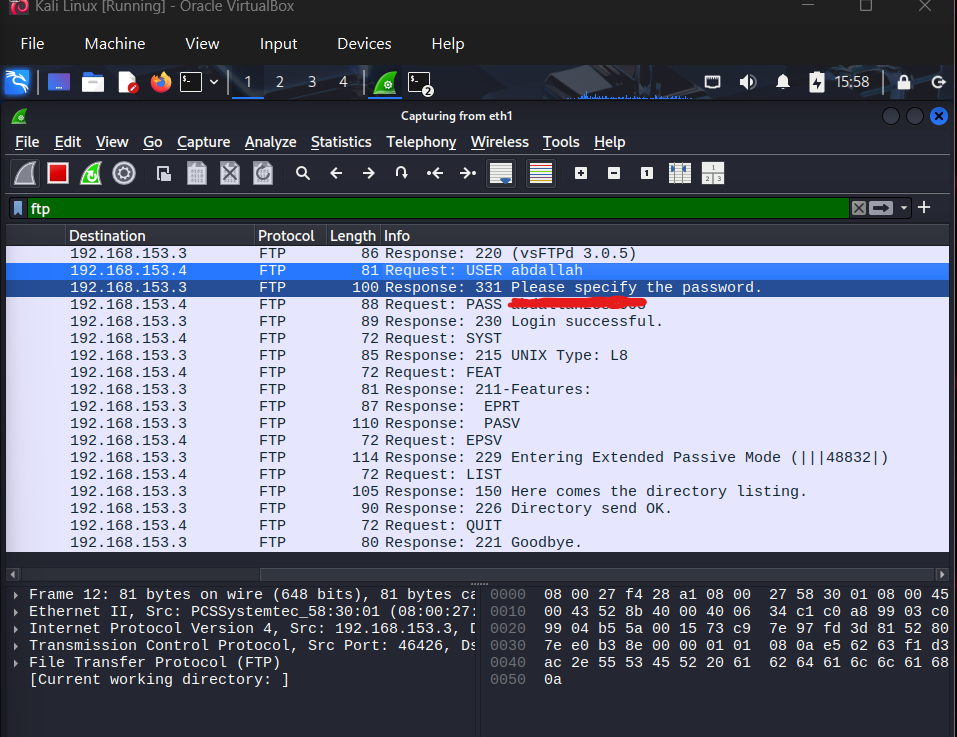 Kali Linux [Running] - Oracle VirtualBox
File Machine View Input Devices Help
1 2 3 4 2 15:58
Capturing from eth1
File Edit View Go Capture Analyze Statistics Telephony Wireless Tools Help
ftp
Destination Protocol Length Info
192.168.153.3 FTP 86 Response: 220 (vsFTPd 3.0.5)
192.168.153.4 FTP 81 Request: USER abdallah
192.168.153.3 FTP 100 Response: 331 Please specify the password.
192.168.153.4 FTP 88 Request: PASS
192.168.153.3 FTP 89 Response: 230 Login successful.
192.168.153.4 FTP 72 Request: SYST
192.168.153.3 FTP 85 Response: 215 UNIX Type: L8
192.168.153.4 FTP 72 Request: FEAT
192.168.153.3 FTP 81 Response: 211-Features:
192.168.153.3 FTP 87 Response: EPRT
192.168.153.3 FTP 110 Response: PASV
192.168.153.4 FTP 72 Request: EPSV
192.168.153.3 FTP 114 Response: 229 Entering Extended Passive Mode (|||48832|)
192.168.153.4 FTP 72 Request: LIST
192.168.153.3 FTP 105 Response: 150 Here comes the directory listing.
192.168.153.3 FTP 90 Response: 226 Directory send OK.
192.168.153.4 FTP 72 Request: QUIT
192.168.153.3 FTP 80 Response: 221 Goodbye.
Frame 12: 81 bytes on wire (648 bits), 81 bytes ca 0000 08 00 27 f4 28 a1 08 00 27 58 30 01 08 00 45
Ethernet II, Src: PCSSystemtec_58:30:01 (08:00:27: 0010 00 43 52 8b 40 00 40 06 34 c1 c0 a8 99 03 c0
Internet Protocol Version 4, Src: 192.168.153.3, D 0020 99 04 b5 5a 00 15 73 c9 7e 97 fd 3d 81 52 80
Transmission Control Protocol, Src Port: 46426, Ds 0030 7e e0 b3 8e 00 00 01 01 08 0a e5 62 63 f1 d3
File Transfer Protocol (FTP) 0040 ac 2e 55 53 45 52 20 61 62 64 61 6c 6c 61 68
[Current working directory: ] 0050 0a